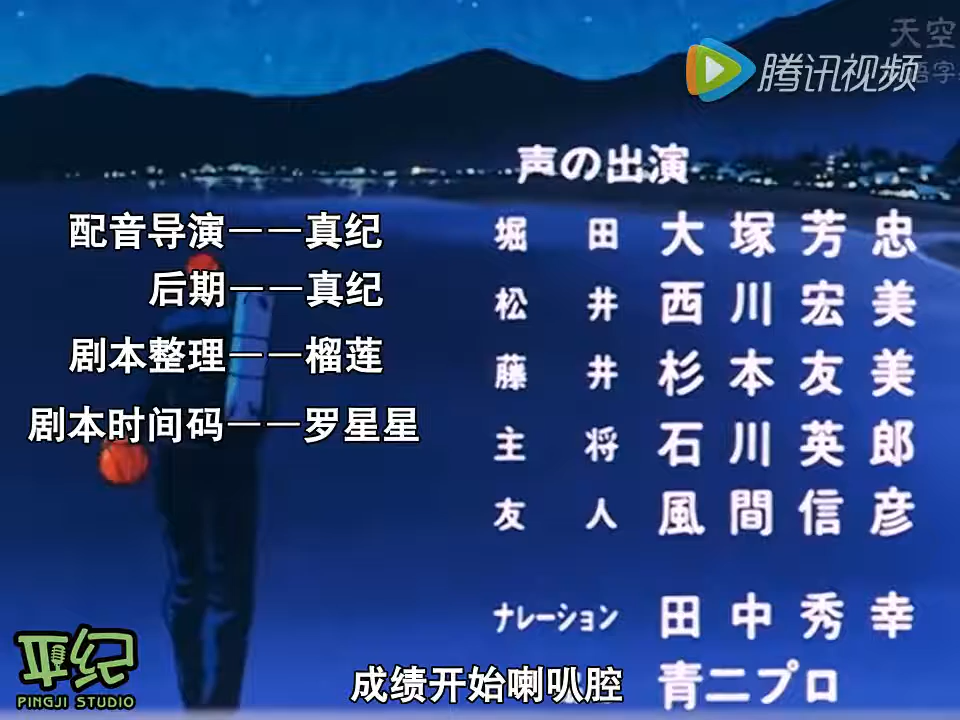 天空
腾讯视频
声の出演
配音导演——真纪
后期——真纪
剧本整理——榴莲
剧本时间码——罗星星
堀田 大塚芳忠
松井 西川宏美
藤井 杉本友美
主将 石川英郎
友人 風間信彦
ナレーション 田中秀幸
青二プロ
成绩开始喇叭腔
平纪
PINGJI STUDIO